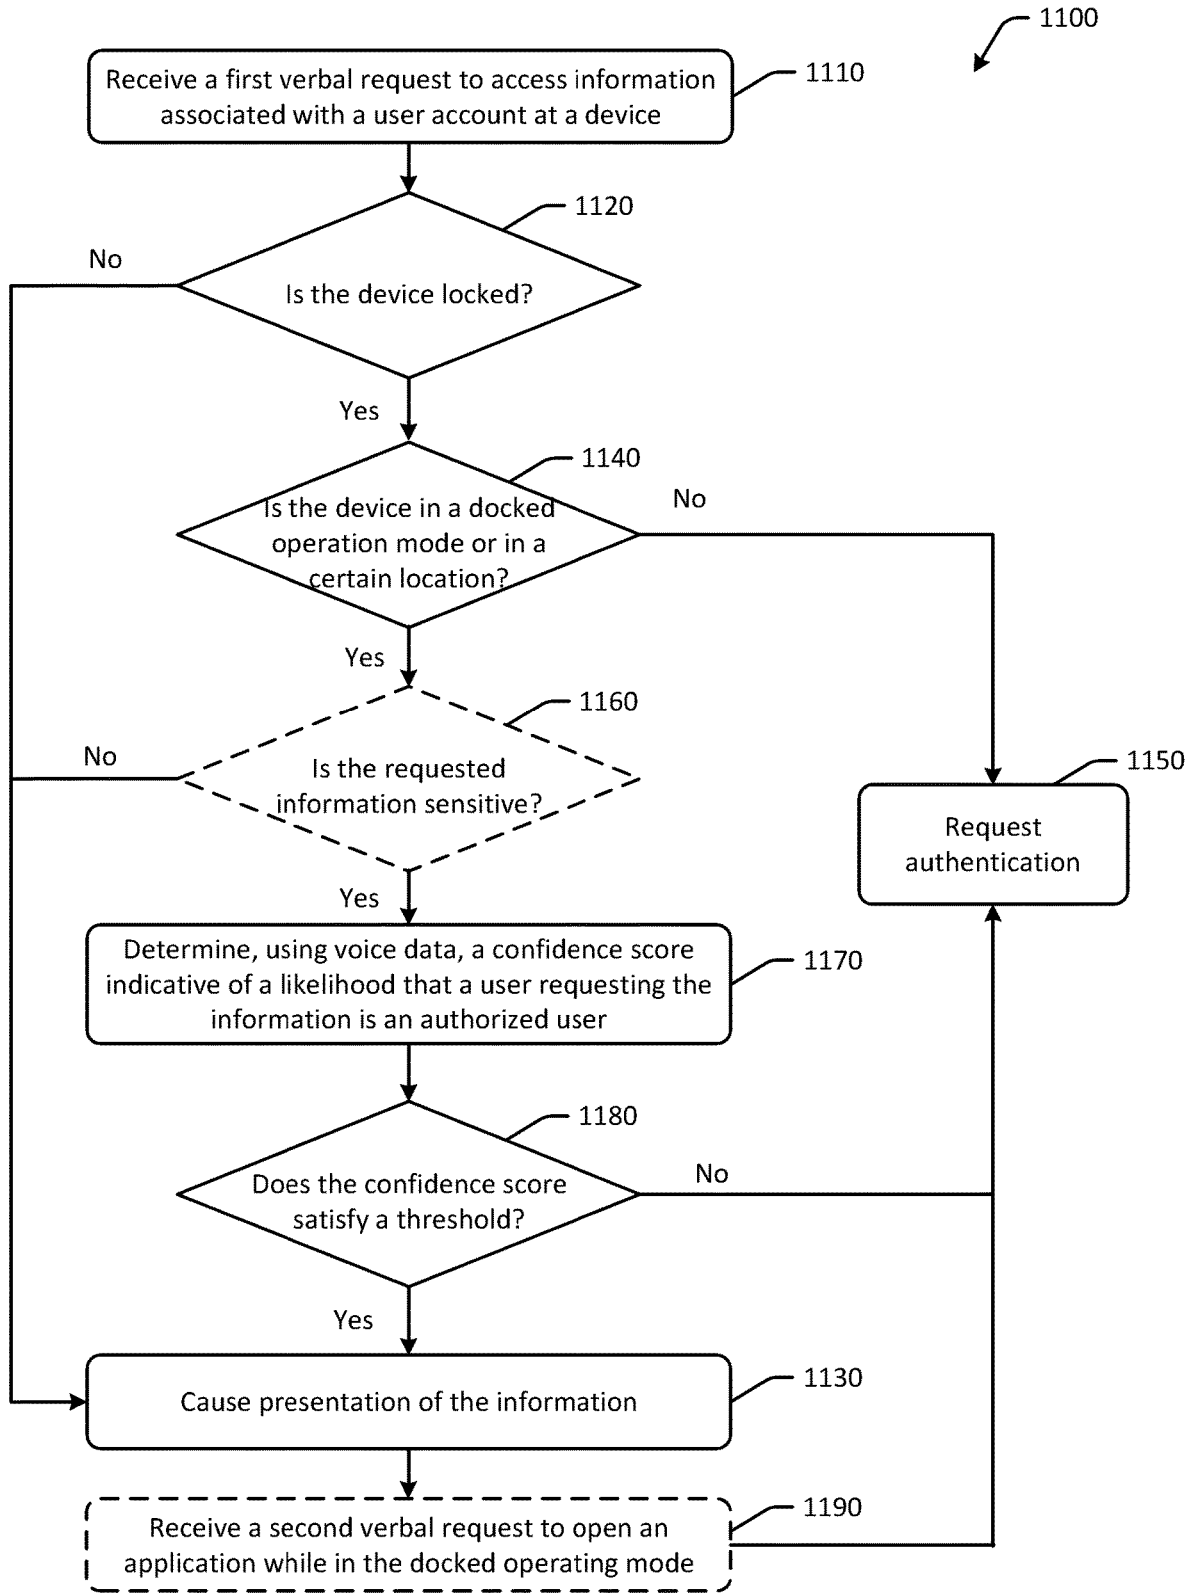 1100
Receive a first verbal request to access information
associated with a user account at a device
1110
1120
No
Is the device locked?
Yes
1140
No
Is the device in a docked
operation mode or in a
certain location?
Yes
1160
No
Is the requested
information sensitive?
1150
Request
authentication
Yes
Determine, using voice data, a confidence score
indicative of a likelihood that a user requesting the
information is an authorized user
1170
1180
No
Does the confidence score
satisfy a threshold?
Yes
Cause presentation of the information
1130
Receive a second verbal request to open an
application while in the docked operating mode
1190